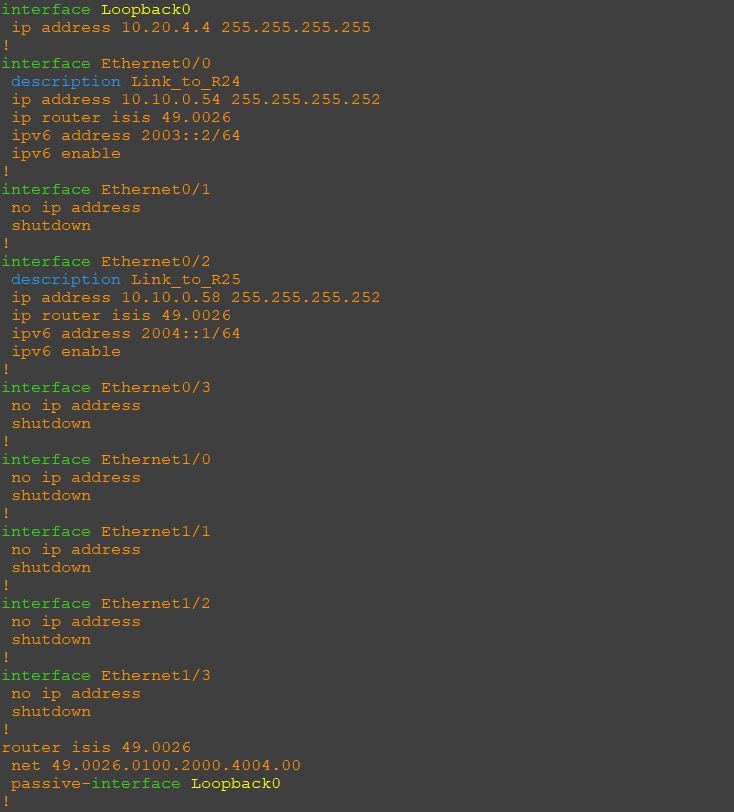 interface Loopback0
 ip address 10.20.4.4 255.255.255.255
!
interface Ethernet0/0
 description Link_to_R24
 ip address 10.10.0.54 255.255.255.252
 ip router isis 49.0026
 ipv6 address 2003::2/64
 ipv6 enable
!
interface Ethernet0/1
 no ip address
 shutdown
!
interface Ethernet0/2
 description Link_to_R25
 ip address 10.10.0.58 255.255.255.252
 ip router isis 49.0026
 ipv6 address 2004::1/64
 ipv6 enable
!
interface Ethernet0/3
 no ip address
 shutdown
!
interface Ethernet1/0
 no ip address
 shutdown
!
interface Ethernet1/1
 no ip address
 shutdown
!
interface Ethernet1/2
 no ip address
 shutdown
!
interface Ethernet1/3
 no ip address
 shutdown
!
router isis 49.0026
 net 49.0026.0100.2000.4004.00
 passive-interface Loopback0
!